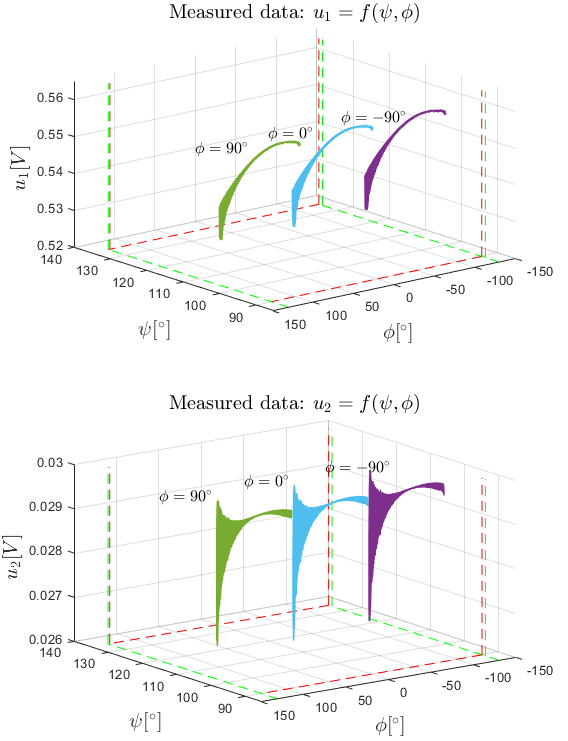 Measured data: u₁ = f(ψ, ϕ)
ϕ = −90°
ϕ = 0°
ϕ = 90°
u₁[V]
0.56
0.55
0.54
0.53
0.52
140
130
120
110
100
90
ψ[°]
150
100
50
0
-50
-100
-150
ϕ[°]
Measured data: u₂ = f(ψ, ϕ)
ϕ = −90°
ϕ = 0°
ϕ = 90°
u₂[V]
0.03
0.029
0.028
0.027
0.026
140
130
120
110
100
90
ψ[°]
150
100
50
0
-50
-100
-150
ϕ[°]